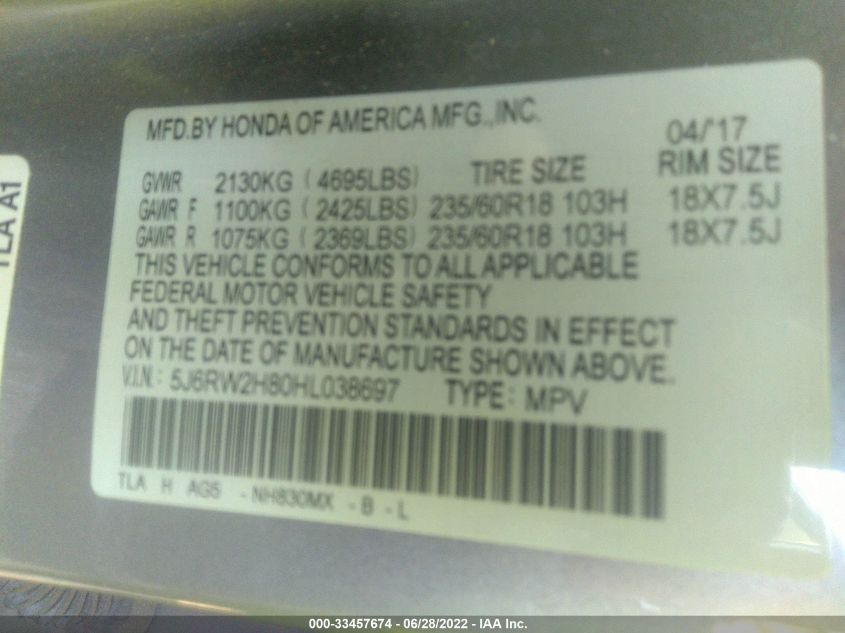 TLA A1
MFD.BY HONDA OF AMERICA MFG.,INC.
04/'17
GVWR 2130KG ( 4695LBS) TIRE SIZE RIM SIZE
GAWR F 1100KG ( 2425LBS) 235/60R18 103H 18X7.5J
GAWR R 1075KG ( 2369LBS) 235/60R18 103H 18X7.5J
THIS VEHICLE CONFORMS TO ALL APPLICABLE
FEDERAL MOTOR VEHICLE SAFETY
AND THEFT PREVENTION STANDARDS IN EFFECT
ON THE DATE OF MANUFACTURE SHOWN ABOVE.
V.I.N.: 5J6RW2H80HL038697 TYPE: MPV
TLA H AG5 - NH830MX - B - L
000-33457674 - 06/28/2022 - IAA Inc.